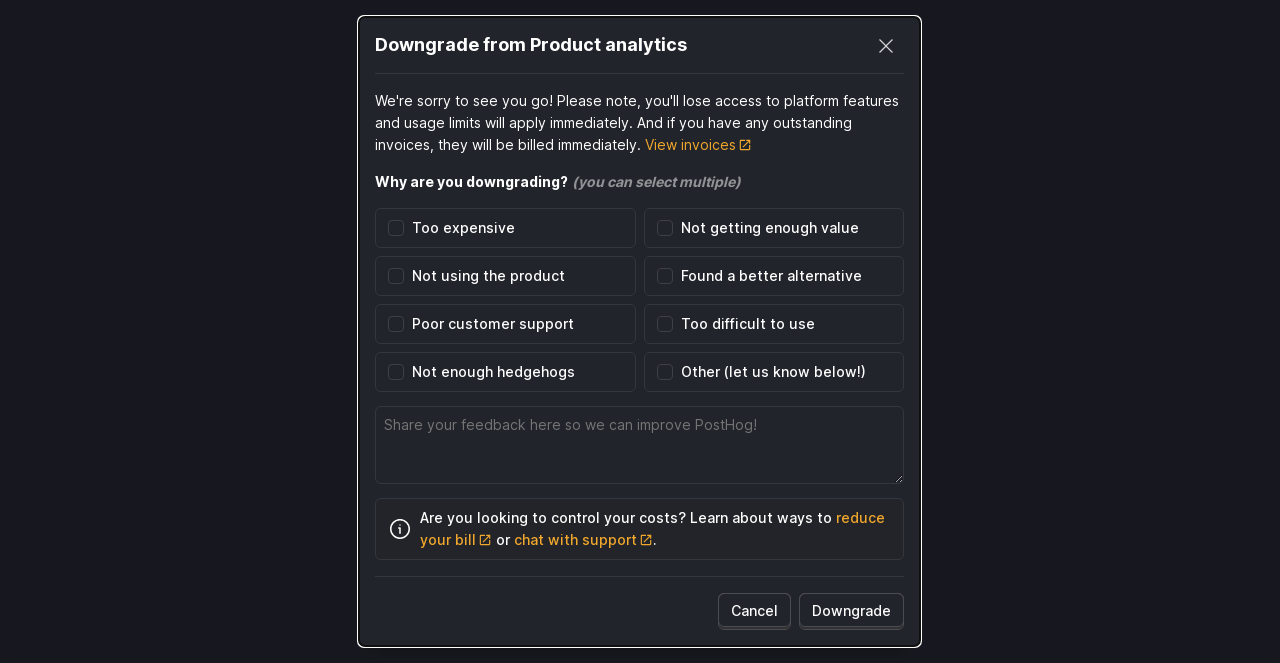 Downgrade from Product analytics
We're sorry to see you go! Please note, you'll lose access to platform features
and usage limits will apply immediately. And if you have any outstanding
invoices, they will be billed immediately. View invoices
Why are you downgrading? (you can select multiple)
Too expensive
Not getting enough value
Not using the product
Found a better alternative
Poor customer support
Too difficult to use
Not enough hedgehogs
Other (let us know below!)
Share your feedback here so we can improve PostHog!
Are you looking to control your costs? Learn about ways to reduce
your bill or chat with support.
Cancel
Downgrade